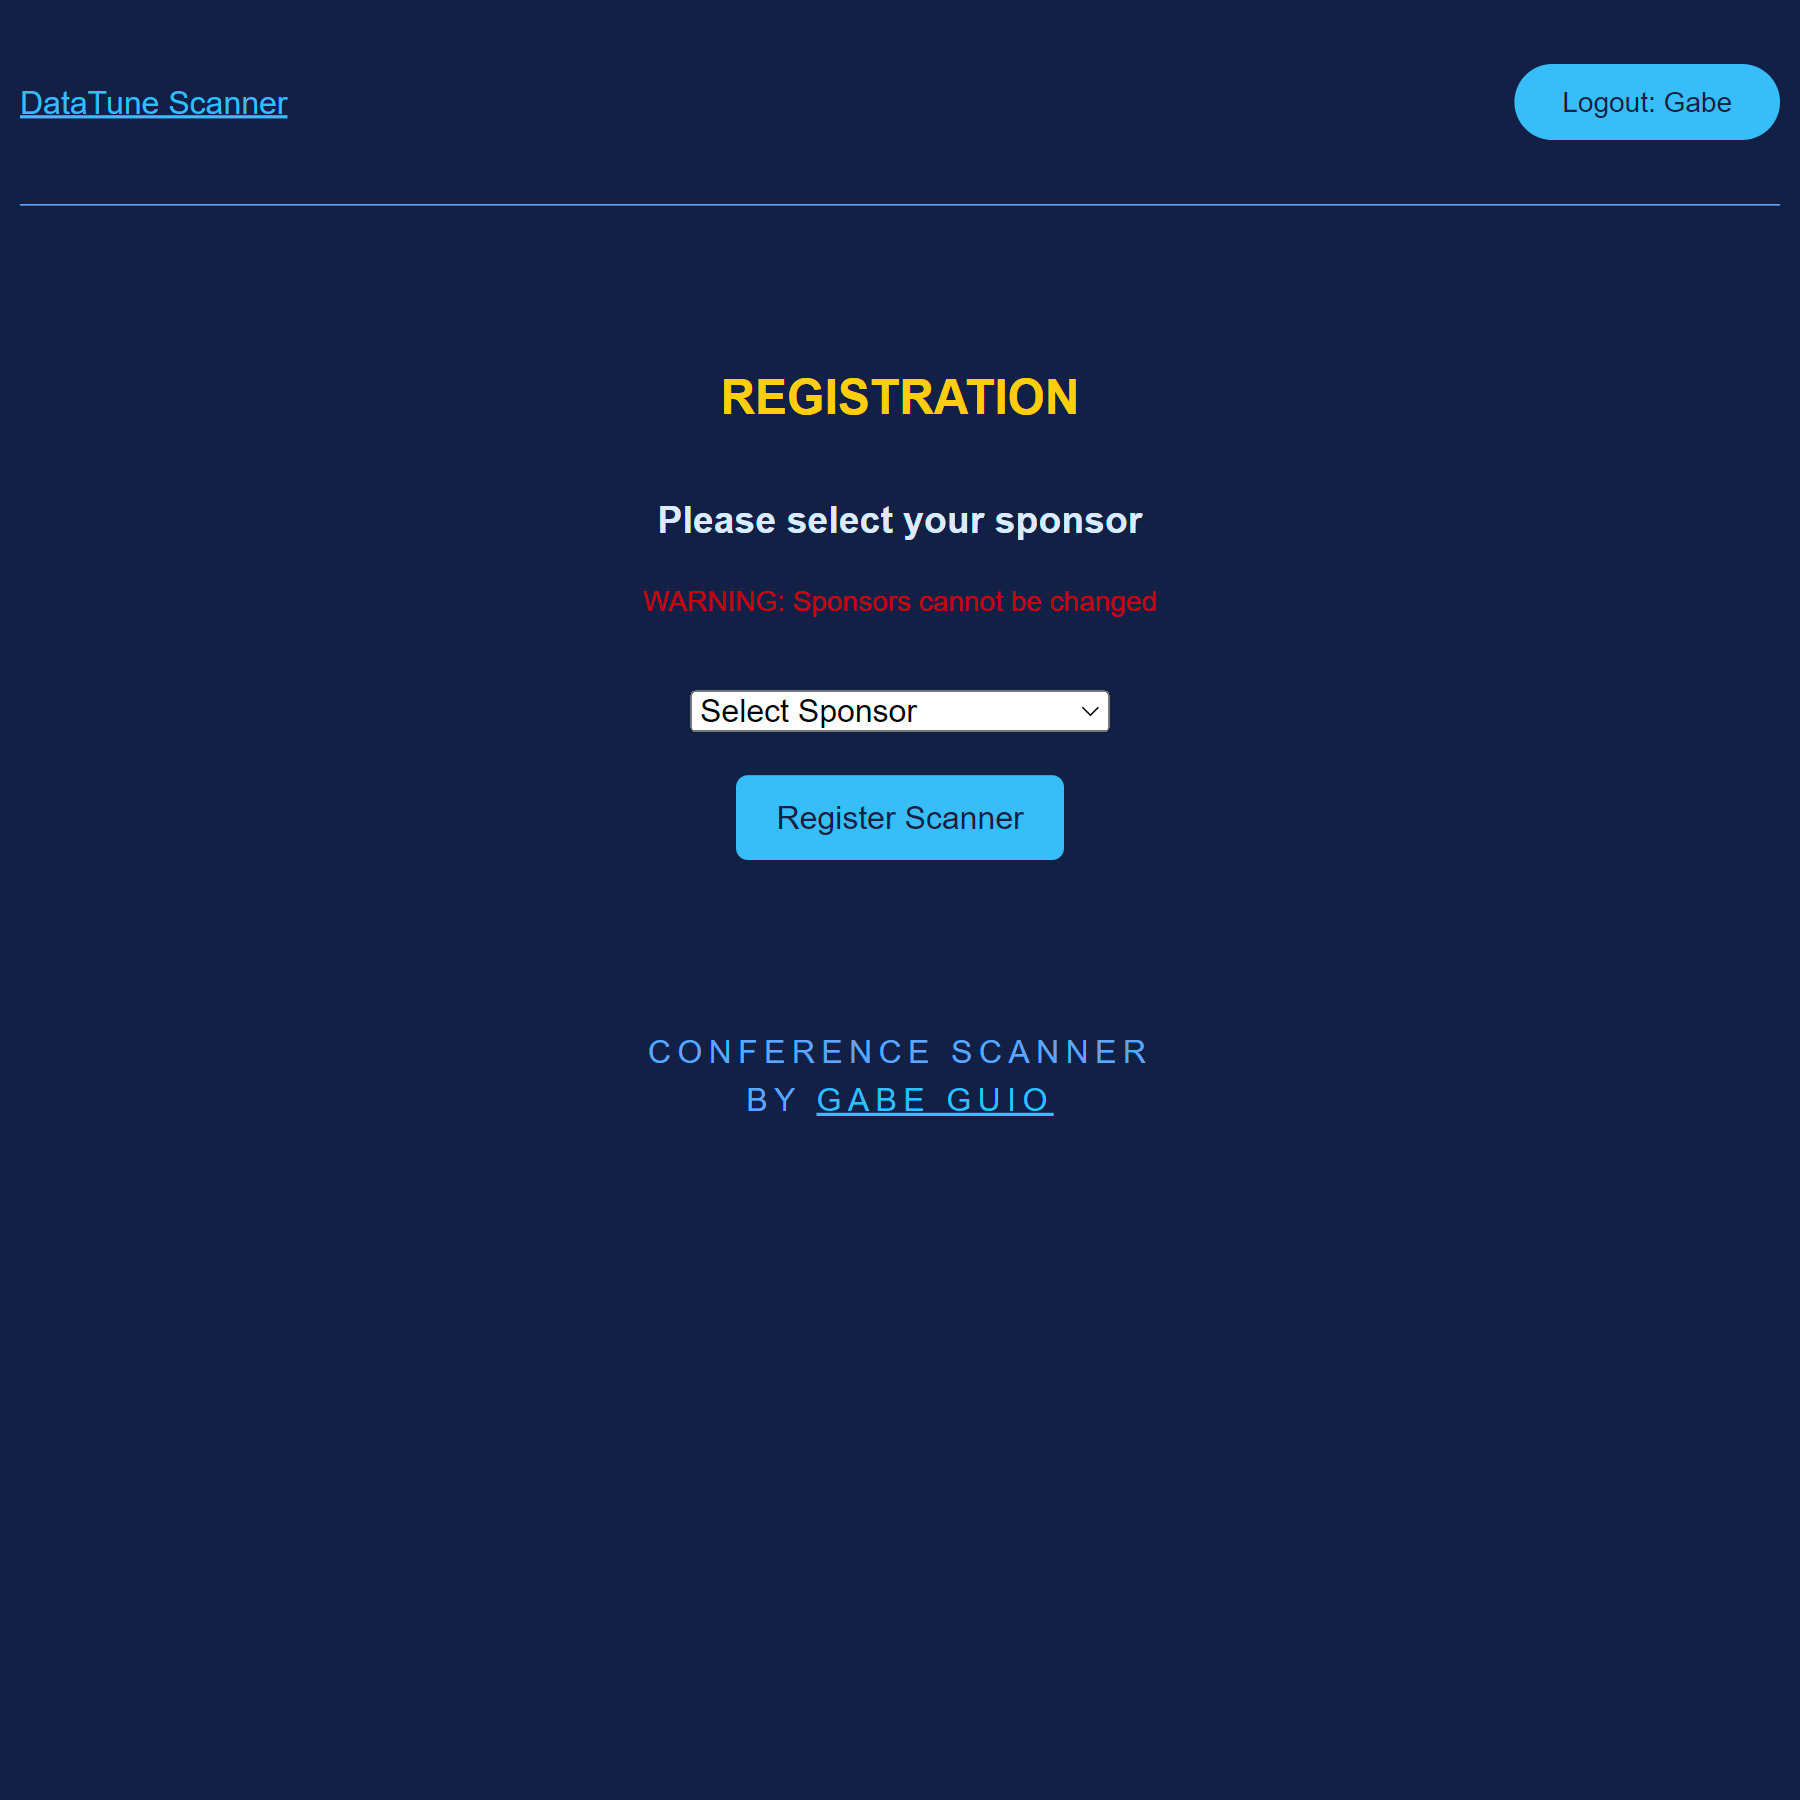 DataTune Scanner
Logout: Gabe
REGISTRATION
Please select your sponsor
WARNING: Sponsors cannot be changed
Select Sponsor
Register Scanner
CONFERENCE SCANNER
BY GABE GUIO